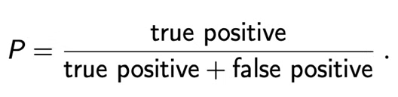 P = true positive / true positive + false positive .